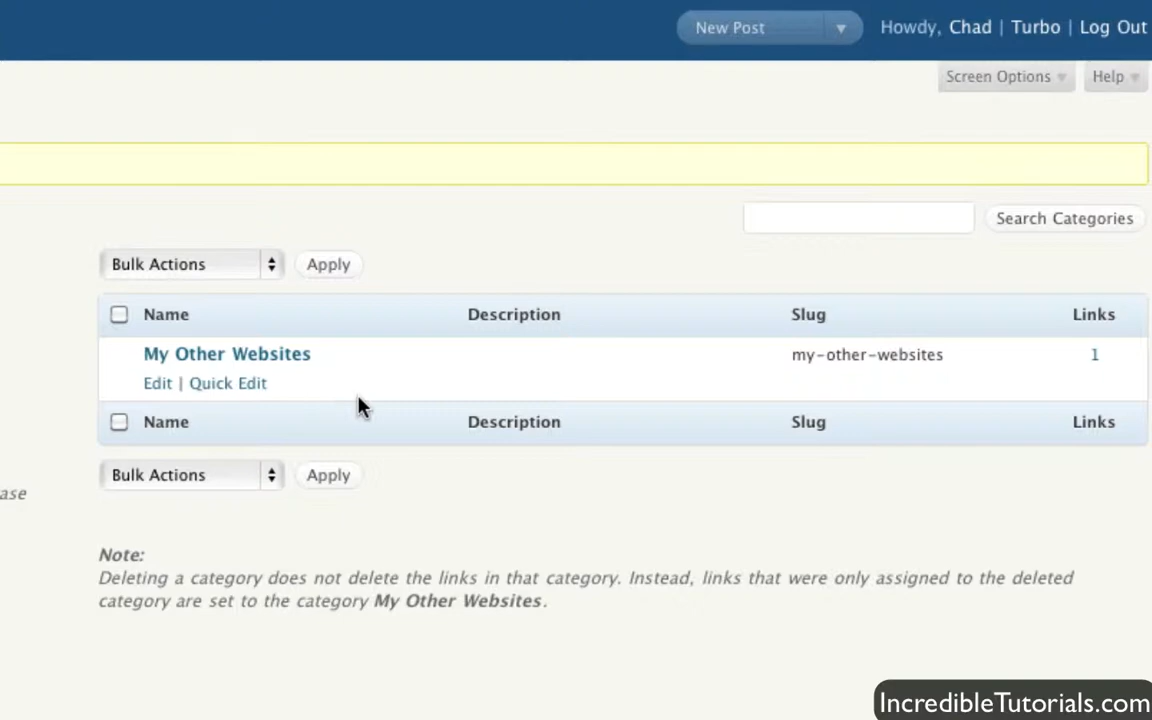 New Post
Howdy, Chad | Turbo | Log Out
Screen Options
Help
Search Categories
Bulk Actions
Apply
Name Description Slug Links
My Other Websites my-other-websites 1
Edit | Quick Edit
Name Description Slug Links
Bulk Actions
Apply
ase
Note:
Deleting a category does not delete the links in that category. Instead, links that were only assigned to the deleted
category are set to the category My Other Websites.
IncredibleTutorials.com